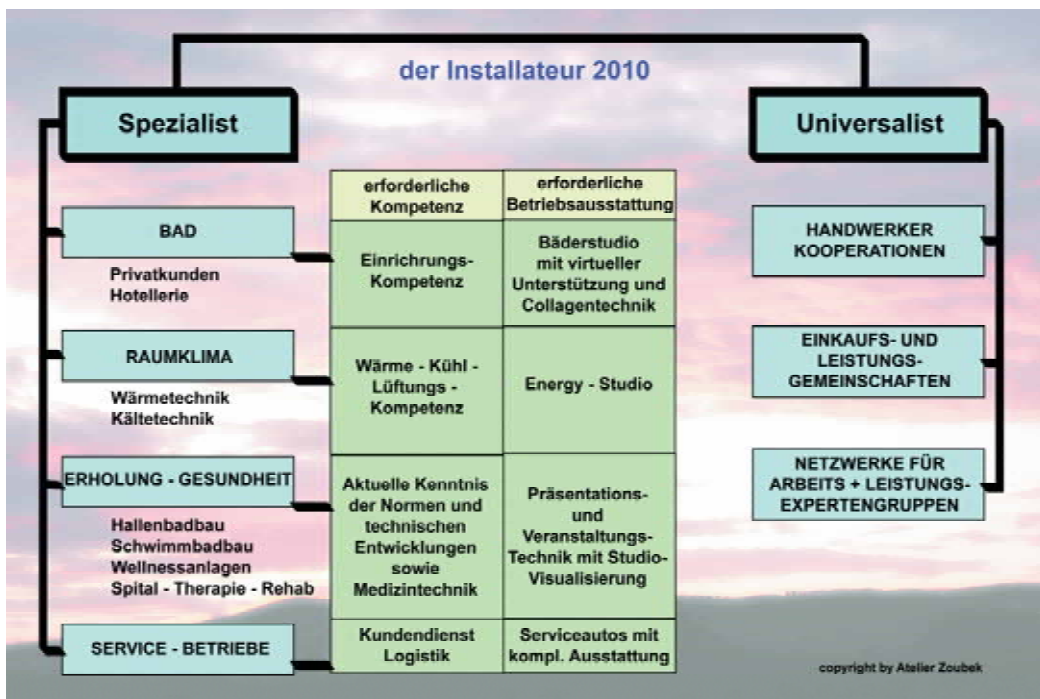 der Installateur 2010
Spezialist
Universalist
erforderliche
Kompetenz
erforderliche
Betriebsausstattung
BAD
Privatkunden
Hotellerie
Einrichrungs-
Kompetenz
Bäderstudio
mit virtueller
Unterstützung und
Collagentechnik
RAUMKLIMA
Wärmetechnik
Kältetechnik
Wärme - Kühl -
Lüftungs -
Kompetenz
Energy - Studio
ERHOLUNG - GESUNDHEIT
Hallenbadbau
Schwimmbadbau
Wellnessanlagen
Spital - Therapie - Rehab
Aktuelle Kenntnis
der Normen und
technischen
Entwicklungen
sowie
Medizintechnik
Präsentations-
und
Veranstaltungs-
Technik mit Studio-
Visualisierung
SERVICE - BETRIEBE
Kundendienst
Logistik
Serviceautos mit
kompl. Ausstattung
HANDWERKER
KOOPERATIONEN
EINKAUFS- UND
LEISTUNGS-
GEMEINSCHAFTEN
NETZWERKE FÜR
ARBEITS + LEISTUNGS-
EXPERTENGRUPPEN
copyright by Atelier Zoubek